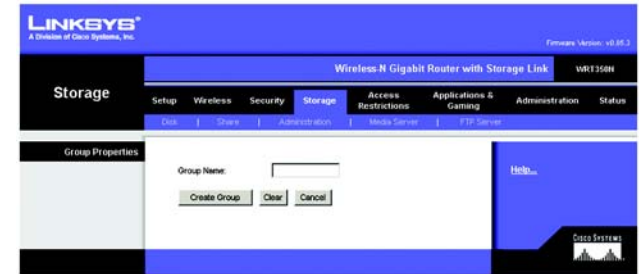 LINKSYS®
A Division of Cisco Systems, Inc.
Firmware Version: v0.95.3
Wireless-N Gigabit Router with Storage Link WRT350N
Storage
Setup Wireless Security Storage Access Restrictions Applications & Gaming Administration Status
Disk | Share | Administration | Media Server | FTP Server
Group Properties
Group Name:
Help...
Create Group Clear Cancel
CISCO SYSTEMS